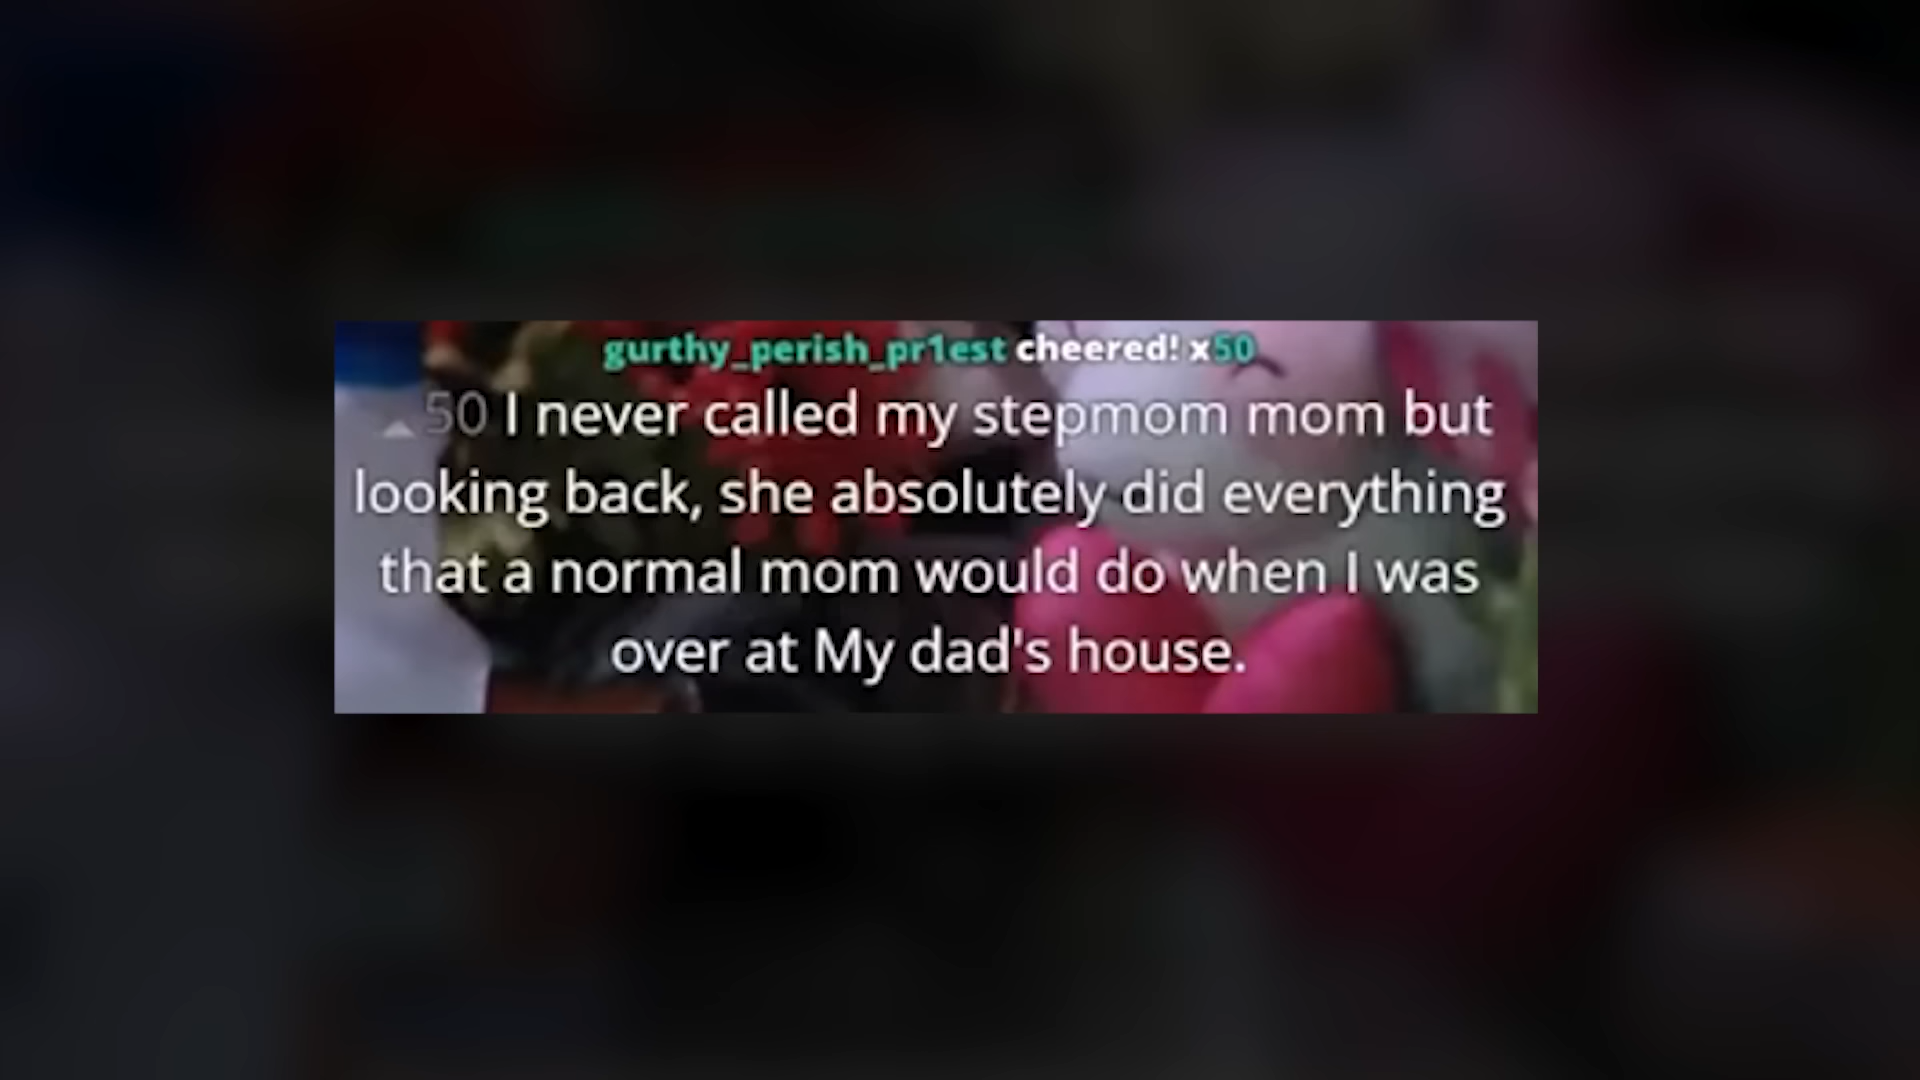 gurthy_perish_pr1est cheered! x50
50 I never called my stepmom mom but
looking back, she absolutely did everything
that a normal mom would do when I was
over at My dad's house.